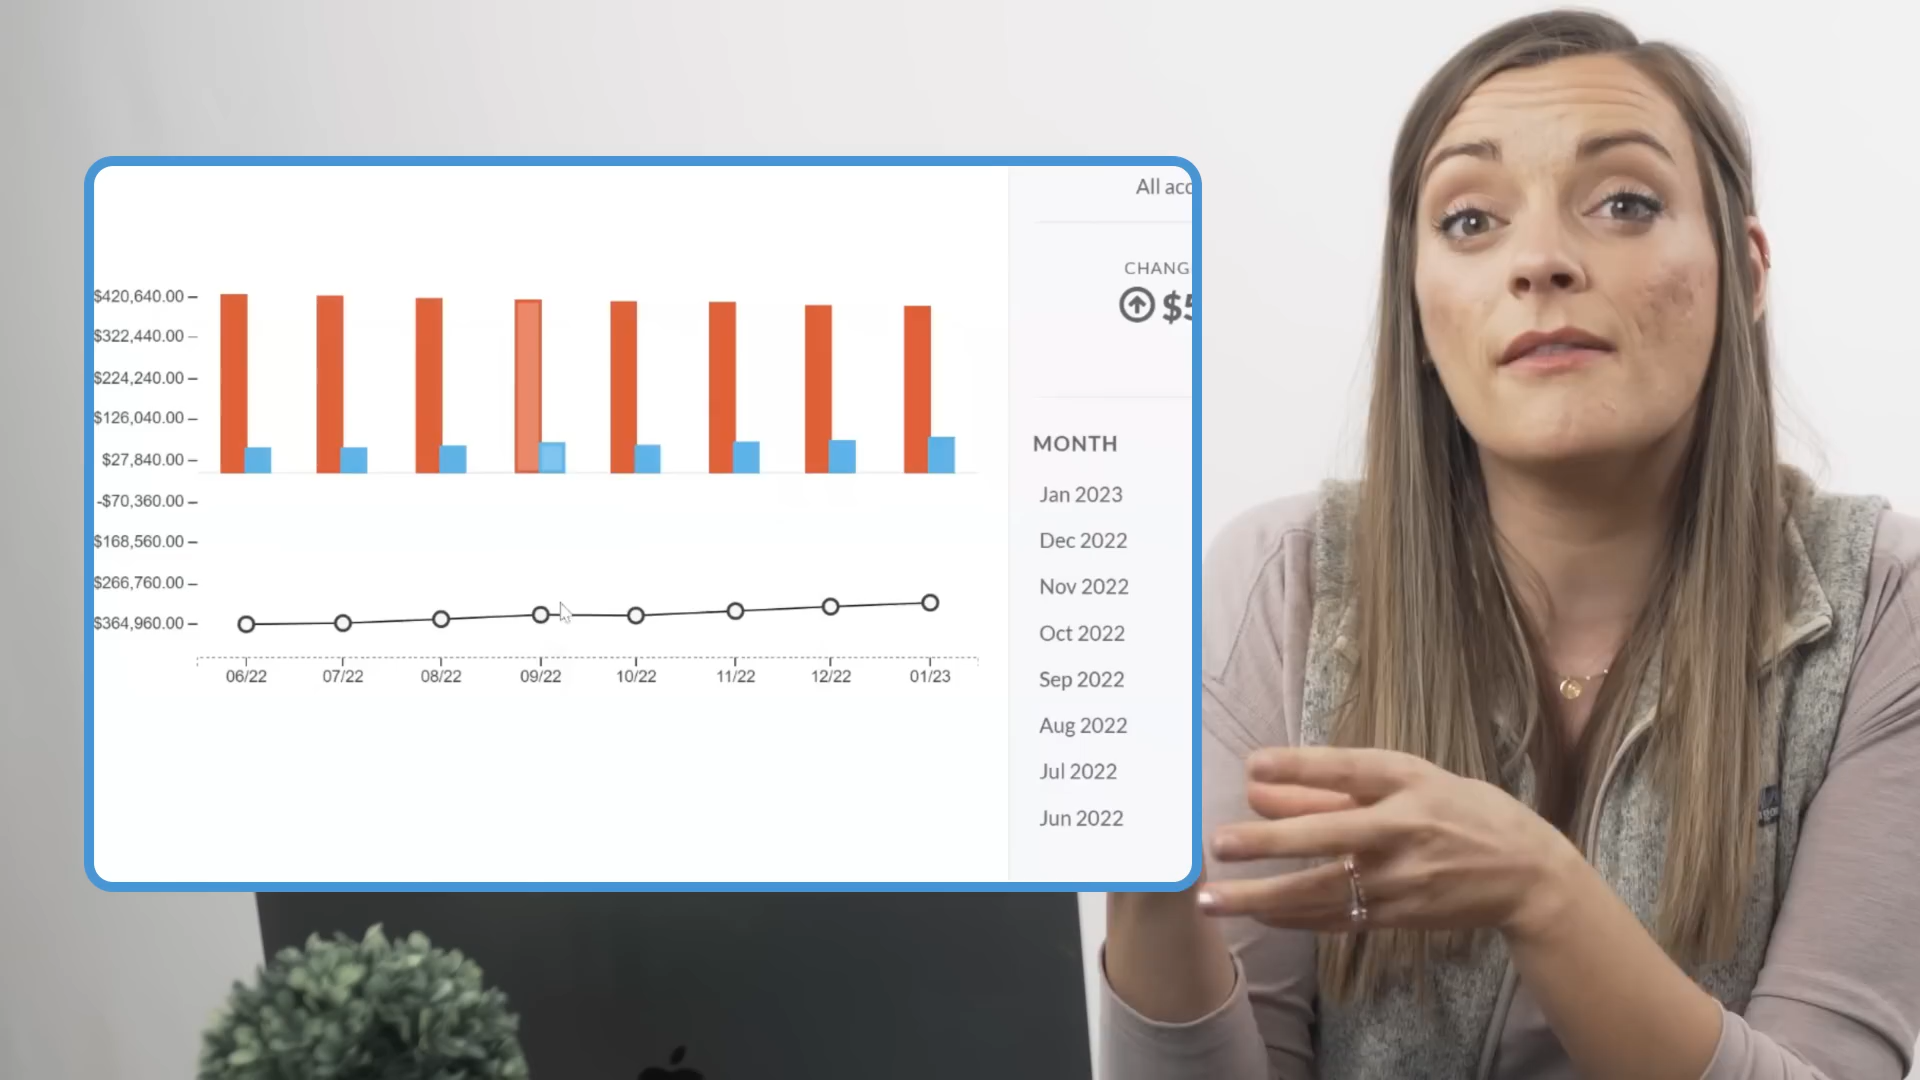 All acc
CHANG
$5
$420,640.00
$322,440.00
$224,240.00
$126,040.00
$27,840.00
-$70,360.00
$168,560.00
$266,760.00
$364,960.00
06/22 07/22 08/22 09/22 10/22 11/22 12/22 01/23
MONTH
Jan 2023
Dec 2022
Nov 2022
Oct 2022
Sep 2022
Aug 2022
Jul 2022
Jun 2022